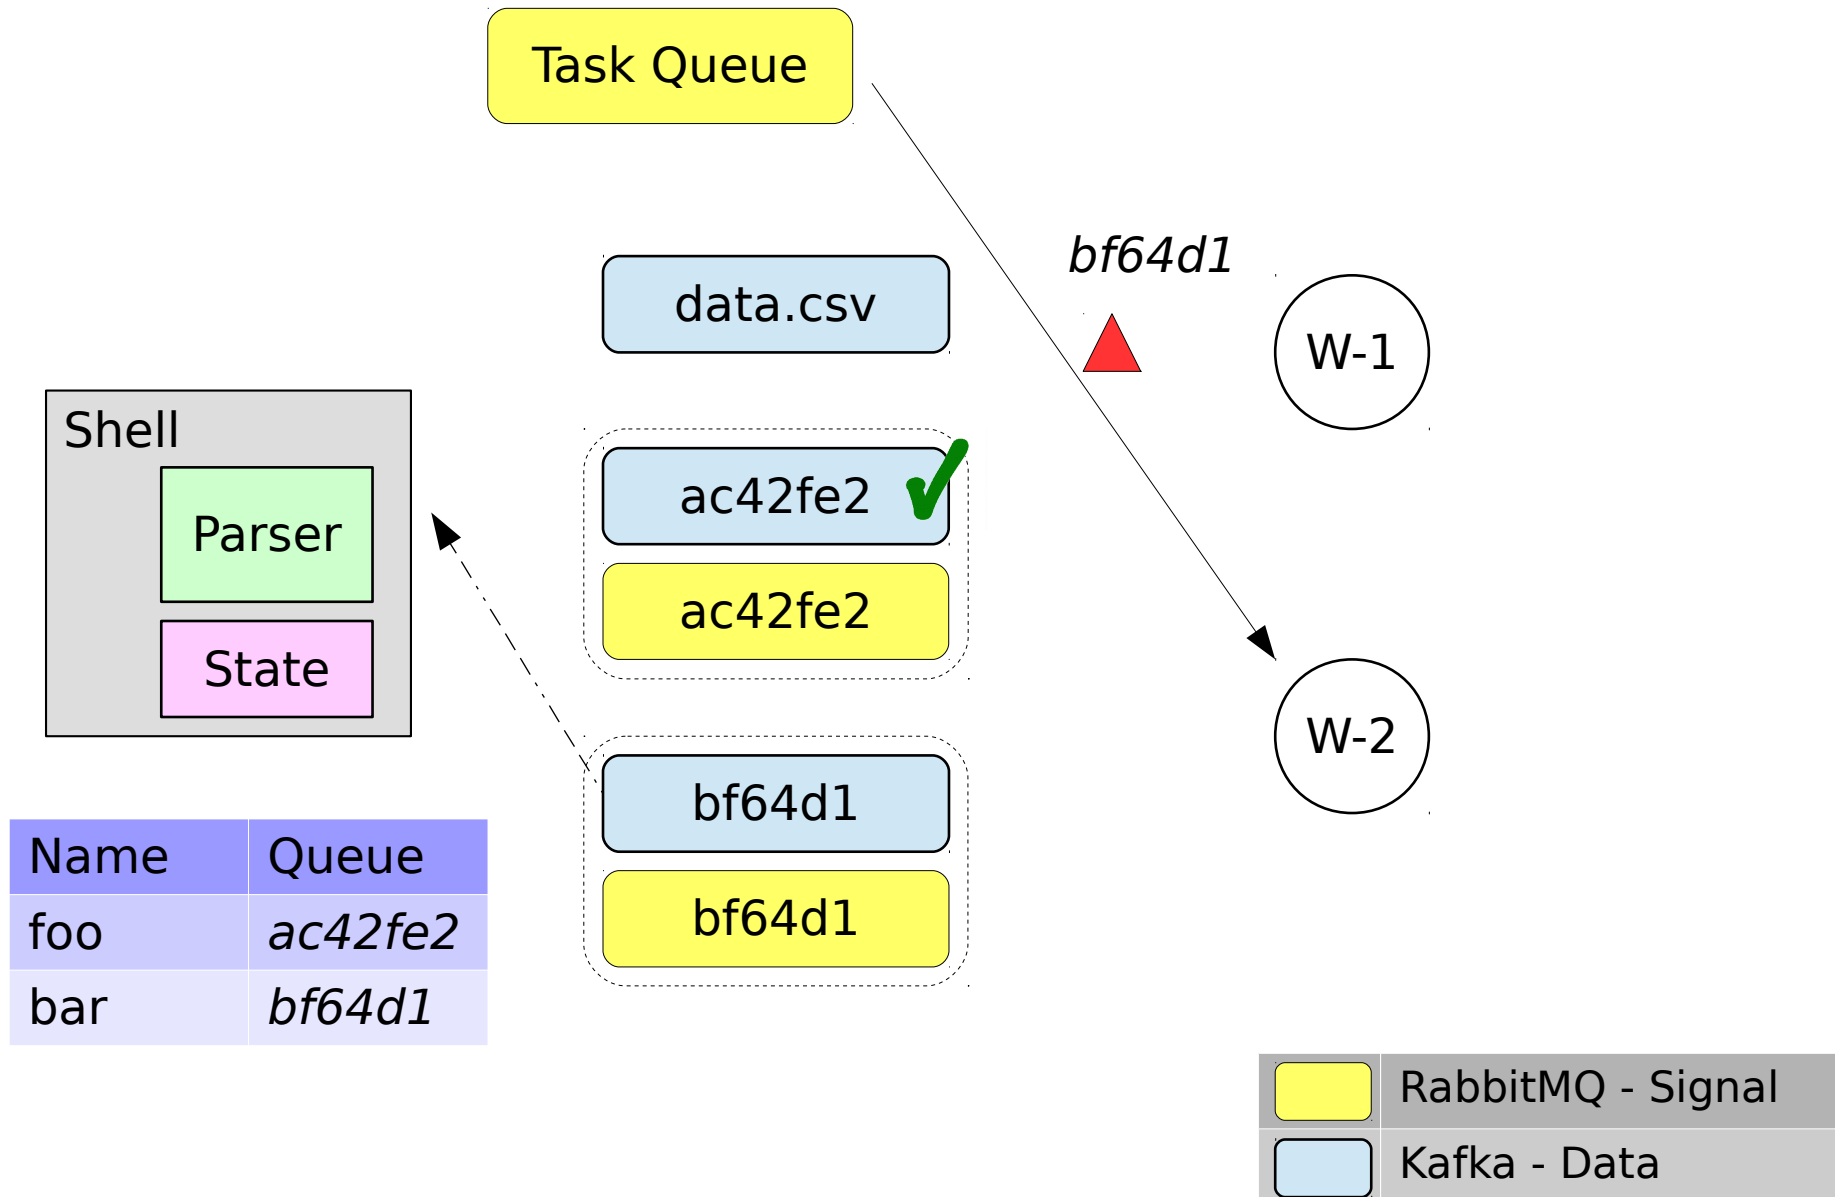 Task Queue
bf64d1
data.csv
W-1
Shell
Parser
State
ac42fe2
ac42fe2
W-2
bf64d1
bf64d1
Name Queue
foo ac42fe2
bar bf64d1
RabbitMQ - Signal
Kafka - Data